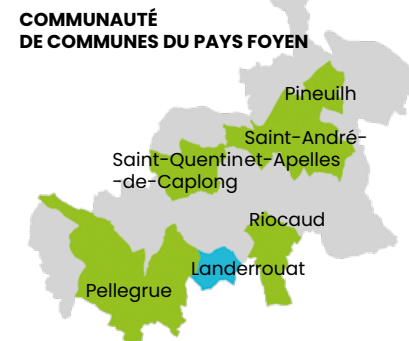 COMMUNAUTÉ
DE COMMUNES DU PAYS FOYEN
Pineuilh
Saint-André-
-et-Apelles
Saint-Quentin
-de-Caplong
Riocaud
Landerrouat
Pellegrue